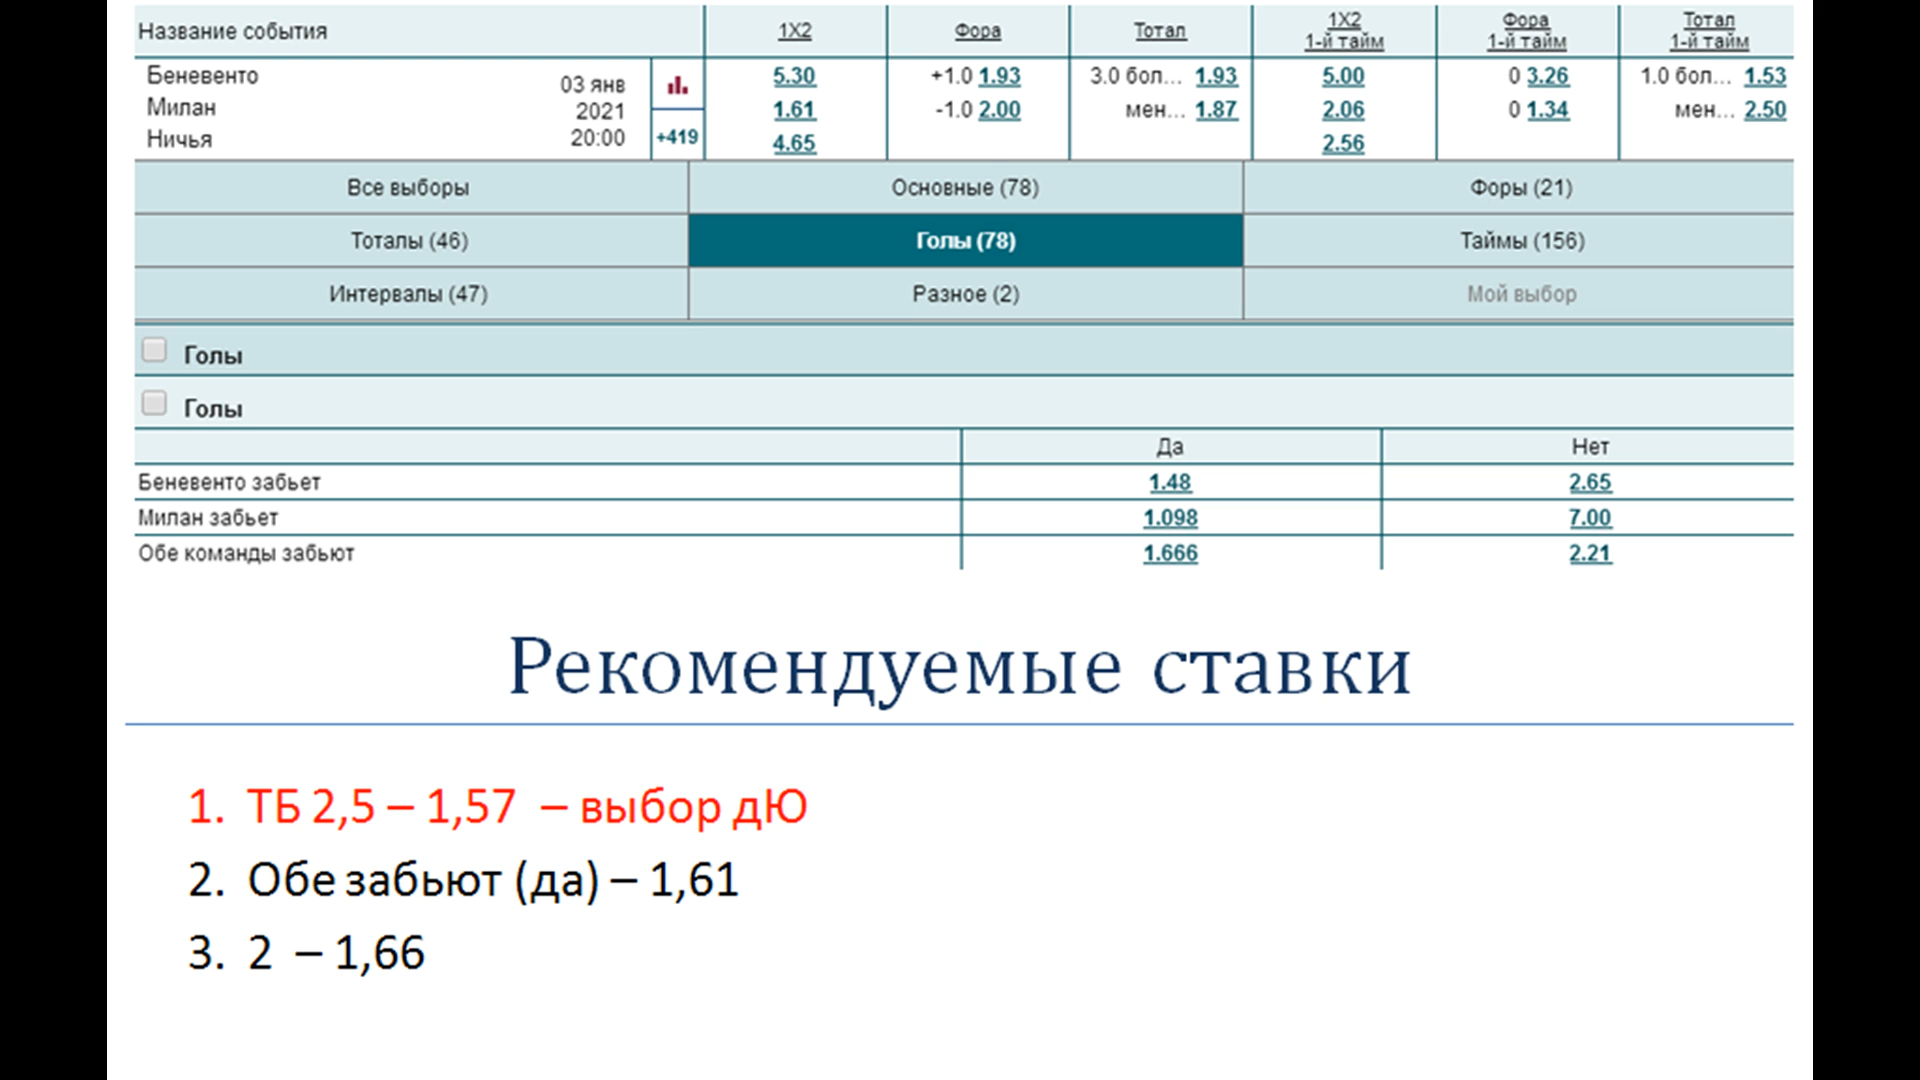 Название события 1X2 Фора Тотал 1X2 1-й тайм Фора 1-й тайм Тотал 1-й тайм
Беневенто 03 янв 5.30 +1.0 1.93 3.0 бол... 1.93 5.00 0 3.26 1.0 бол... 1.53
Милан 2021 1.61 -1.0 2.00 мен... 1.87 2.06 0 1.34 мен... 2.50
Ничья 20:00 +419 4.65 2.56
Все выборы Основные (78) Форы (21)
Тоталы (46) Голы (78) Таймы (156)
Интервалы (47) Разное (2) Мой выбор
Голы
Голы
Да Нет
Беневенто забьет 1.48 2.65
Милан забьет 1.098 7.00
Обе команды забьют 1.666 2.21
Рекомендуемые ставки
1. ТБ 2,5 – 1,57 – выбор дЮ
2. Обе забьют (да) – 1,61
3. 2 – 1,66